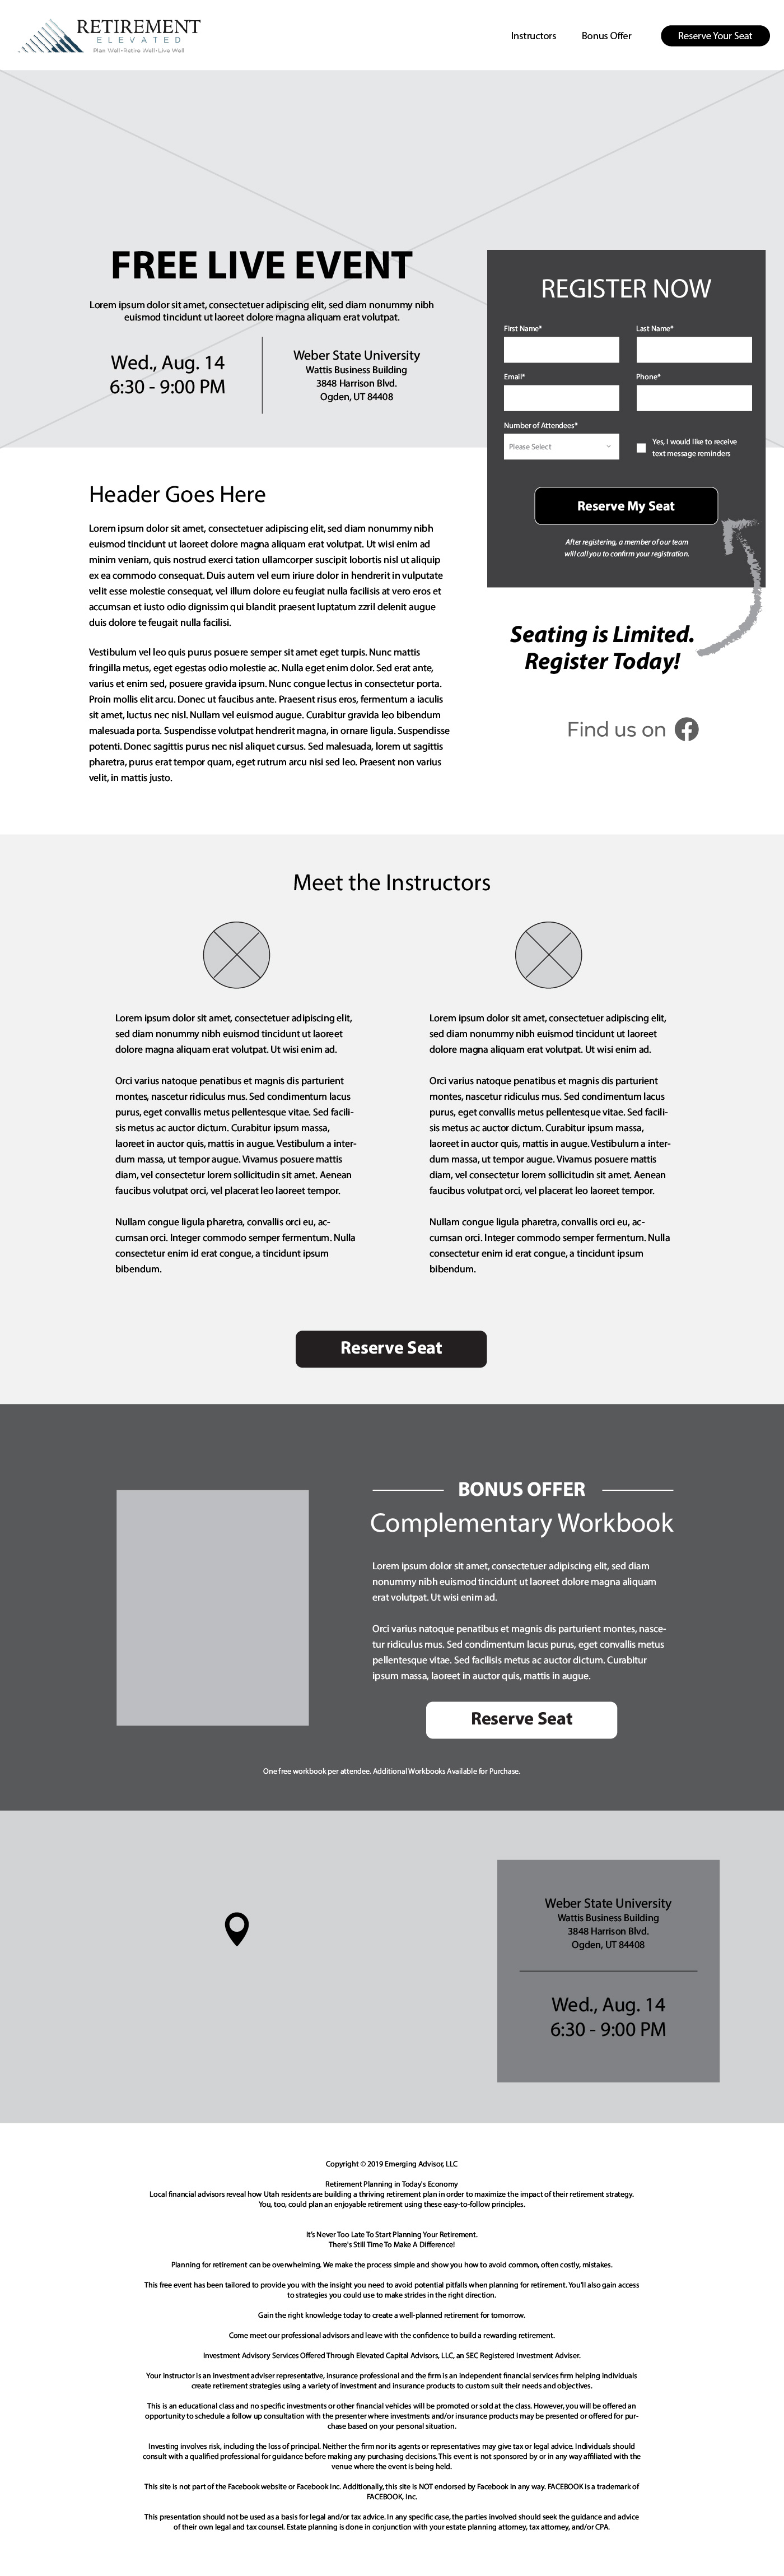 RETIREMENT
ELEVATED
Plan Well•Retire Well•Live Well
Instructors
Bonus Offer
Reserve Your Seat
FREE LIVE EVENT
Lorem ipsum dolor sit amet, consectetuer adipiscing elit, sed diam nonummy nibh
euismod tincidunt ut laoreet dolore magna aliquam erat volutpat.
Wed., Aug. 14
6:30 - 9:00 PM
Weber State University
Wattis Business Building
3848 Harrison Blvd.
Ogden, UT 84408
REGISTER NOW
First Name*
Last Name*
Email*
Phone*
Number of Attendees*
Please Select
Yes, I would like to receive
text message reminders
Reserve My Seat
After registering, a member of our team
will call you to confirm your registration.
Header Goes Here
Lorem ipsum dolor sit amet, consectetuer adipiscing elit, sed diam nonummy nibh
euismod tincidunt ut laoreet dolore magna aliquam erat volutpat. Ut wisi enim ad
minim veniam, quis nostrud exerci tation ullamcorper suscipit lobortis nisl ut aliquip
ex ea commodo consequat. Duis autem vel eum iriure dolor in hendrerit in vulputate
velit esse molestie consequat, vel illum dolore eu feugiat nulla facilisis at vero eros et
accumsan et iusto odio dignissim qui blandit praesent luptatum zzril delenit augue
duis dolore te feugait nulla facilisi.
Vestibulum vel leo quis purus posuere semper sit amet eget turpis. Nunc mattis
fringilla metus, eget egestas odio molestie ac. Nulla eget enim dolor. Sed erat ante,
varius et enim sed, posuere gravida ipsum. Nunc congue lectus in consectetur porta.
Proin mollis elit arcu. Donec ut faucibus ante. Praesent risus eros, fermentum a iaculis
sit amet, luctus nec nisl. Nullam vel euismod augue. Curabitur gravida leo bibendum
malesuada porta. Suspendisse volutpat hendrerit magna, in ornare ligula. Suspendisse
potenti. Donec sagittis purus nec nisl aliquet cursus. Sed malesuada, lorem ut sagittis
pharetra, purus erat tempor quam, eget rutrum arcu nisi sed leo. Praesent non varius
velit, in mattis justo.
Seating is Limited.
Register Today!
Find us on
Meet the Instructors
Lorem ipsum dolor sit amet, consectetuer adipiscing elit,
sed diam nonummy nibh euismod tincidunt ut laoreet
dolore magna aliquam erat volutpat. Ut wisi enim ad.
Orci varius natoque penatibus et magnis dis parturient
montes, nascetur ridiculus mus. Sed condimentum lacus
purus, eget convallis metus pellentesque vitae. Sed facili-
sis metus ac auctor dictum. Curabitur ipsum massa,
laoreet in auctor quis, mattis in augue. Vestibulum a inter-
dum massa, ut tempor augue. Vivamus posuere mattis
diam, vel consectetur lorem sollicitudin sit amet. Aenean
faucibus volutpat orci, vel placerat leo laoreet tempor.
Nullam congue ligula pharetra, convallis orci eu, ac-
cumsan orci. Integer commodo semper fermentum. Nulla
consectetur enim id erat congue, a tincidunt ipsum
bibendum.
Lorem ipsum dolor sit amet, consectetuer adipiscing elit,
sed diam nonummy nibh euismod tincidunt ut laoreet
dolore magna aliquam erat volutpat. Ut wisi enim ad.
Orci varius natoque penatibus et magnis dis parturient
montes, nascetur ridiculus mus. Sed condimentum lacus
purus, eget convallis metus pellentesque vitae. Sed facili-
sis metus ac auctor dictum. Curabitur ipsum massa,
laoreet in auctor quis, mattis in augue. Vestibulum a inter-
dum massa, ut tempor augue. Vivamus posuere mattis
diam, vel consectetur lorem sollicitudin sit amet. Aenean
faucibus volutpat orci, vel placerat leo laoreet tempor.
Nullam congue ligula pharetra, convallis orci eu, ac-
cumsan orci. Integer commodo semper fermentum. Nulla
consectetur enim id erat congue, a tincidunt ipsum
bibendum.
Reserve Seat
BONUS OFFER
Complementary Workbook
Lorem ipsum dolor sit amet, consectetuer adipiscing elit, sed diam
nonummy nibh euismod tincidunt ut laoreet dolore magna aliquam
erat volutpat. Ut wisi enim ad.
Orci varius natoque penatibus et magnis dis parturient montes, nasce-
tur ridiculus mus. Sed condimentum lacus purus, eget convallis metus
pellentesque vitae. Sed facilisis metus ac auctor dictum. Curabitur
ipsum massa, laoreet in auctor quis, mattis in augue.
Reserve Seat
One free workbook per attendee. Additional Workbooks Available for Purchase.
Weber State University
Wattis Business Building
3848 Harrison Blvd.
Ogden, UT 84408
Wed., Aug. 14
6:30 - 9:00 PM
Copyright © 2019 Emerging Advisor, LLC
Retirement Planning in Today's Economy
Local financial advisors reveal how Utah residents are building a thriving retirement plan in order to maximize the impact of their retirement strategy.
You, too, could plan an enjoyable retirement using these easy-to-follow principles.
It's Never Too Late To Start Planning Your Retirement.
There's Still Time To Make A Difference!
Planning for retirement can be overwhelming. We make the process simple and show you how to avoid common, often costly, mistakes.
This free event has been tailored to provide you with the insight you need to avoid potential pitfalls when planning for retirement. You'll also gain access
to strategies you could use to make strides in the right direction.
Gain the right knowledge today to create a well-planned retirement for tomorrow.
Come meet our professional advisors and leave with the confidence to build a rewarding retirement.
Investment Advisory Services Offered Through Elevated Capital Advisors, LLC, an SEC Registered Investment Adviser.
Your instructor is an investment adviser representative, insurance professional and the firm is an independent financial services firm helping individuals
create retirement strategies using a variety of investment and insurance products to custom suit their needs and objectives.
This is an educational class and no specific investments or other financial vehicles will be promoted or sold at the class. However, you will be offered an
opportunity to schedule a follow up consultation with the presenter where investments and/or insurance products may be presented or offered for pur-
chase based on your personal situation.
Investing involves risk, including the loss of principal. Neither the firm nor its agents or representatives may give tax or legal advice. Individuals should
consult with a qualified professional for guidance before making any purchasing decisions. This event is not sponsored by or in any way affiliated with the
venue where the event is being held.
This site is not part of the Facebook website or Facebook Inc. Additionally, this site is NOT endorsed by Facebook in any way. FACEBOOK is a trademark of
FACEBOOK, Inc.
This presentation should not be used as a basis for legal and/or tax advice. In any specific case, the parties involved should seek the guidance and advice
of their own legal and tax counsel. Estate planning is done in conjunction with your estate planning attorney, tax attorney, and/or CPA.